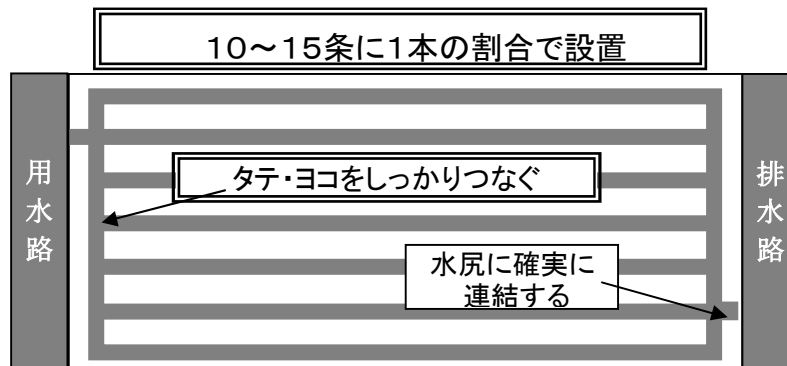 10～15条に1本の割合で設置
用水路
タテ・ヨコをしっかりつなぐ
水尻に確実に
連結する
排水路